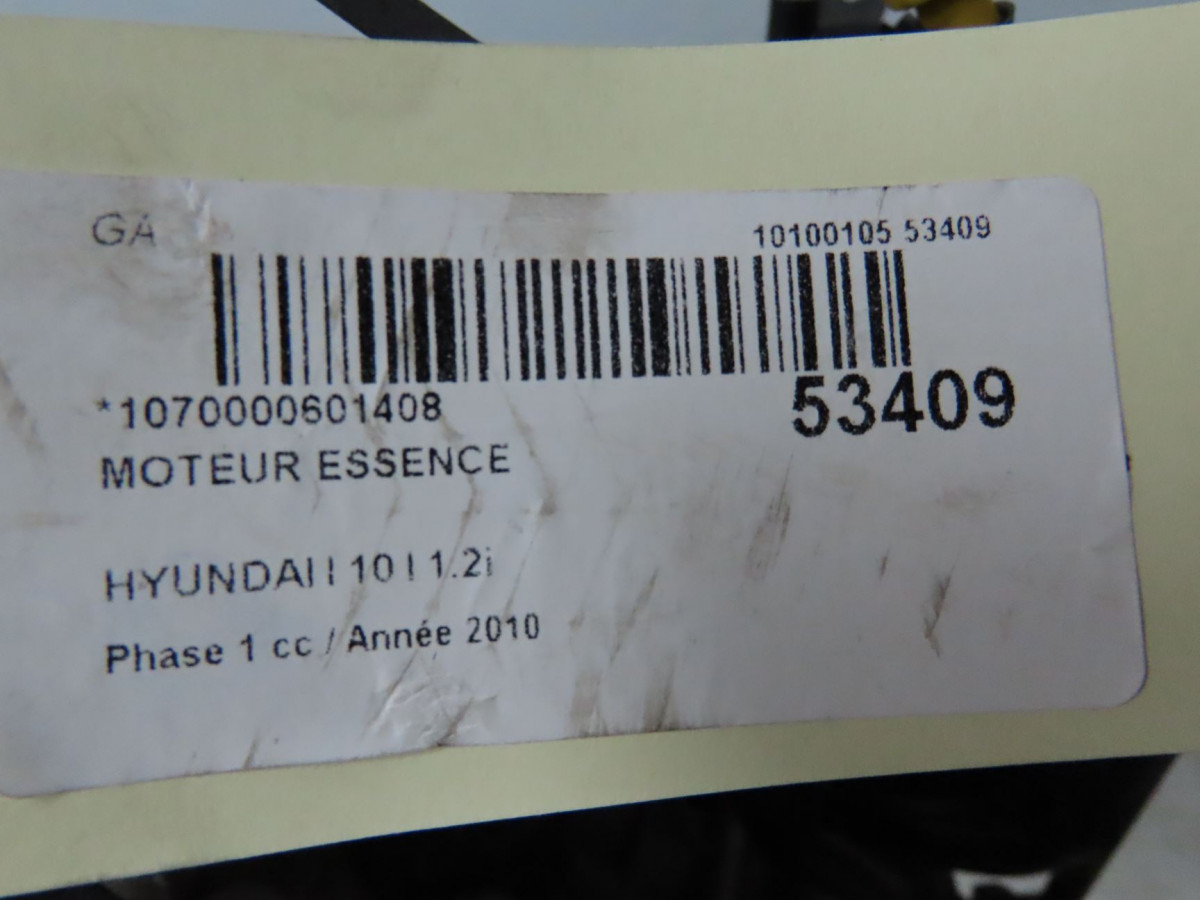 GA
10100105 53409
*1070000601408
53409
MOTEUR ESSENCE
HYUNDAI I 10 I 1.2i
Phase 1 cc / Année 2010